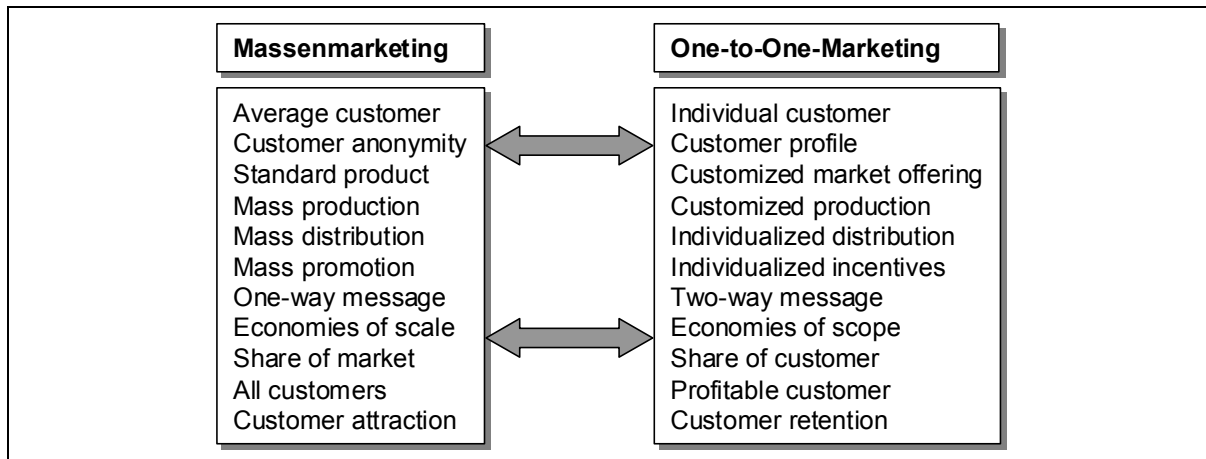 Massenmarketing
Average customer
Customer anonymity
Standard product
Mass production
Mass distribution
Mass promotion
One-way message
Economies of scale
Share of market
All customers
Customer attraction
One-to-One-Marketing
Individual customer
Customer profile
Customized market offering
Customized production
Individualized distribution
Individualized incentives
Two-way message
Economies of scope
Share of customer
Profitable customer
Customer retention